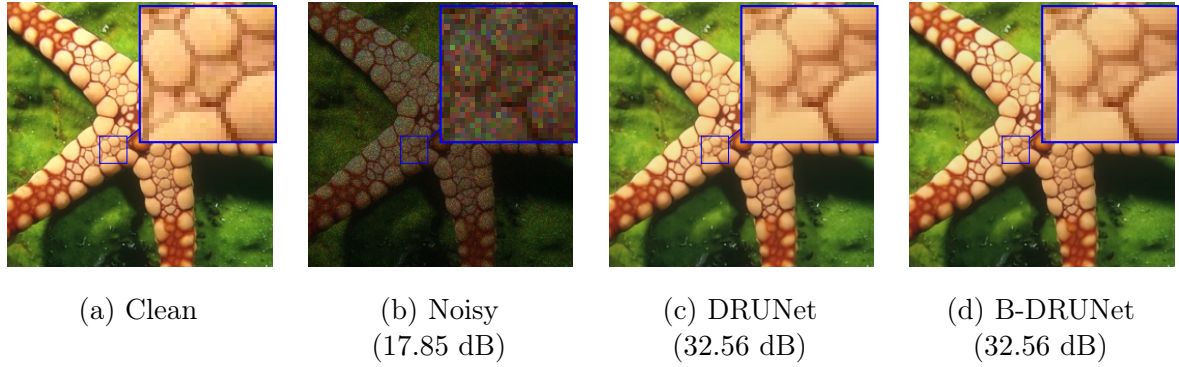 (a) Clean
(b) Noisy
(17.85 dB)
(c) DRUNet
(32.56 dB)
(d) B-DRUNet
(32.56 dB)